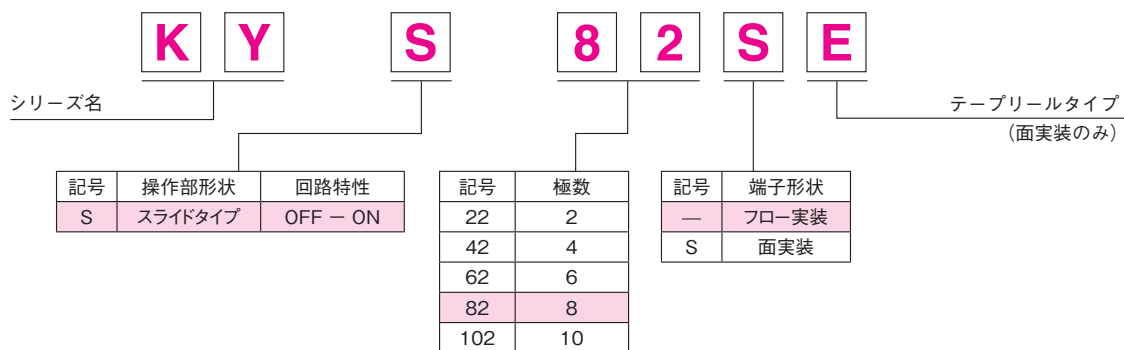 K Y S 8 2 S E
シリーズ名
テープリールタイプ
(面実装のみ)
記号 操作部形状 回路特性
S スライドタイプ OFF － ON
記号 極数
22 2
42 4
62 6
82 8
102 10
記号 端子形状
— フロー実装
S 面実装